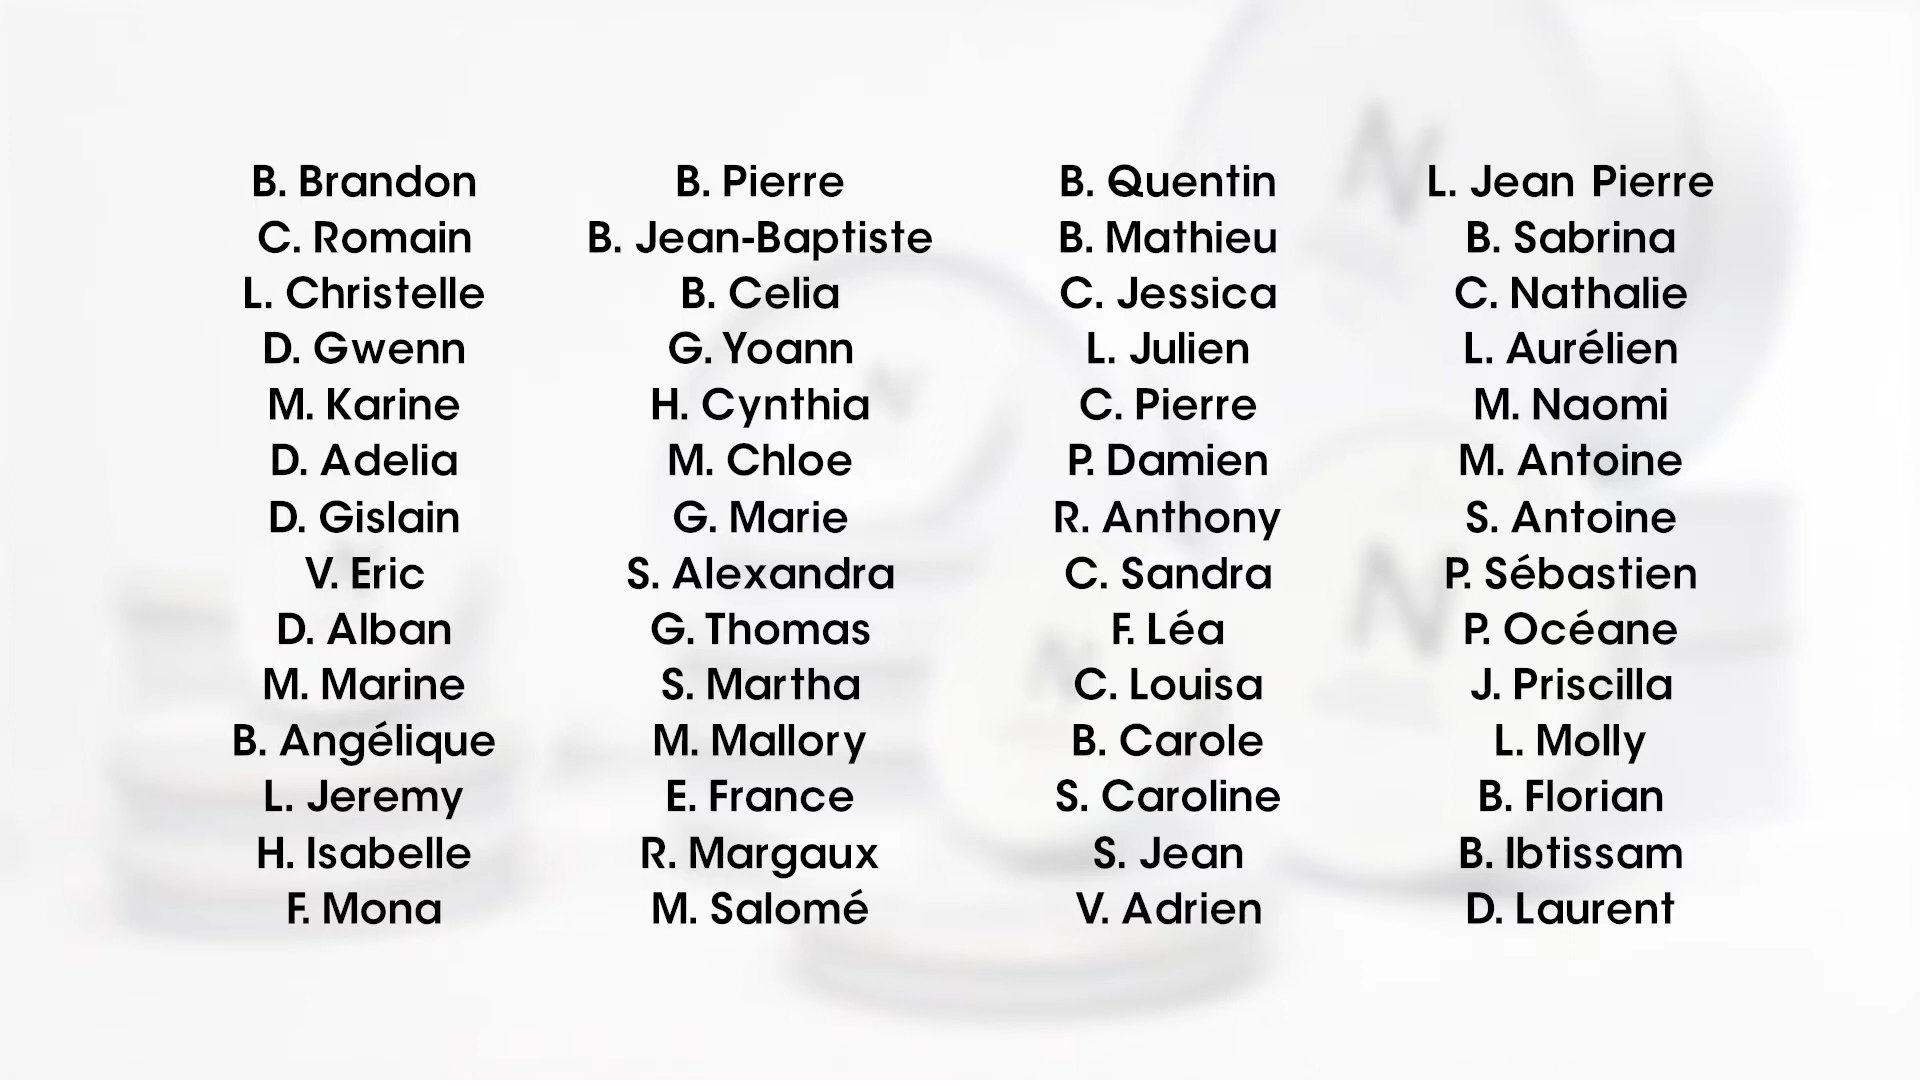 B. Brandon
C. Romain
L. Christelle
D. Gwenn
M. Karine
D. Adelia
D. Gislain
V. Eric
D. Alban
M. Marine
B. Angélique
L. Jeremy
H. Isabelle
F. Mona
B. Pierre
B. Jean-Baptiste
B. Celia
G. Yoann
H. Cynthia
M. Chloe
G. Marie
S. Alexandra
G. Thomas
S. Martha
M. Mallory
E. France
R. Margaux
M. Salomé
B. Quentin
B. Mathieu
C. Jessica
L. Julien
C. Pierre
P. Damien
R. Anthony
C. Sandra
F. Léa
C. Louisa
B. Carole
S. Caroline
S. Jean
V. Adrien
L. Jean Pierre
B. Sabrina
C. Nathalie
L. Aurélien
M. Naomi
M. Antoine
S. Antoine
P. Sébastien
P. Océane
J. Priscilla
L. Molly
B. Florian
B. Ibtissam
D. Laurent
N
N
N
N